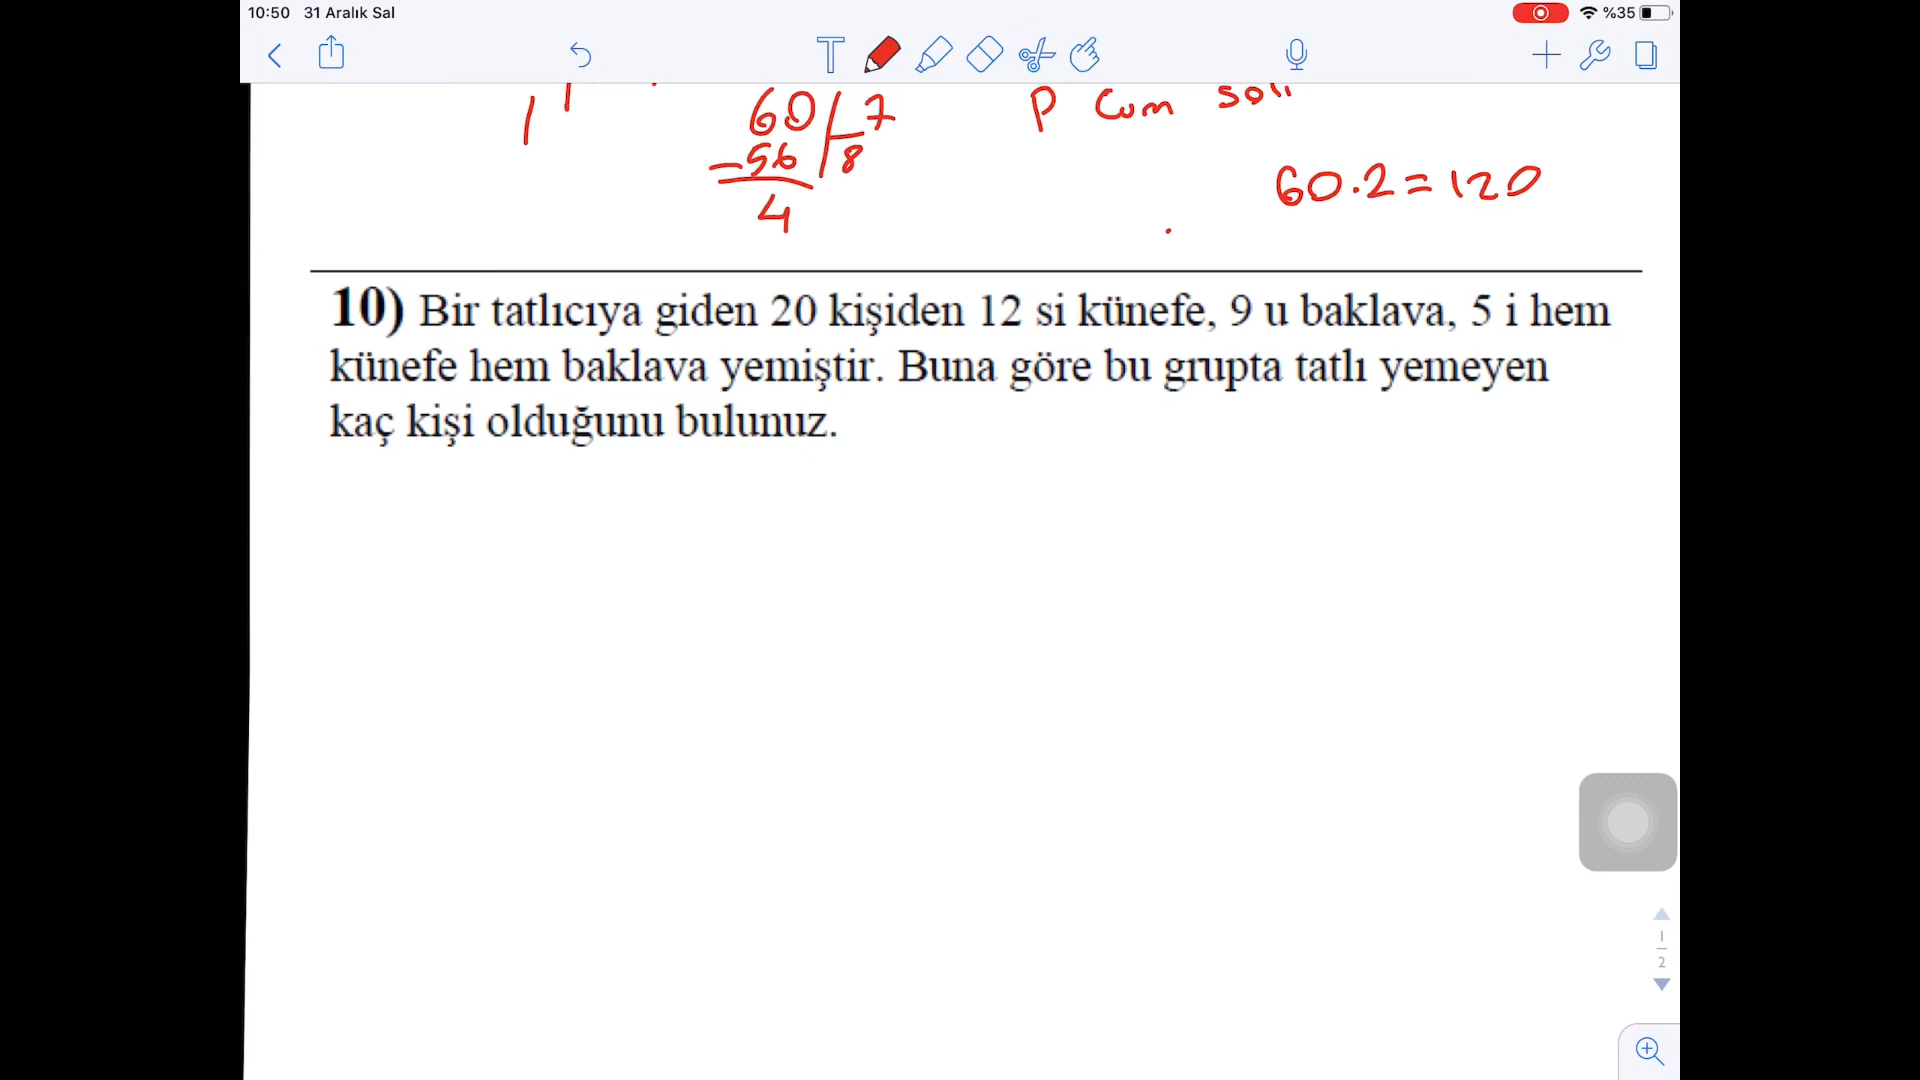 10:50 31 Aralık Sal %35
T
60 7 P Cum
-56 8
60.2=120
4
10) Bir tatlıcıya giden 20 kişiden 12 si künefe, 9 u baklava, 5 i hem
künefe hem baklava yemiştir. Buna göre bu grupta tatlı yemeyen
kaç kişi olduğunu bulunuz.
1
2